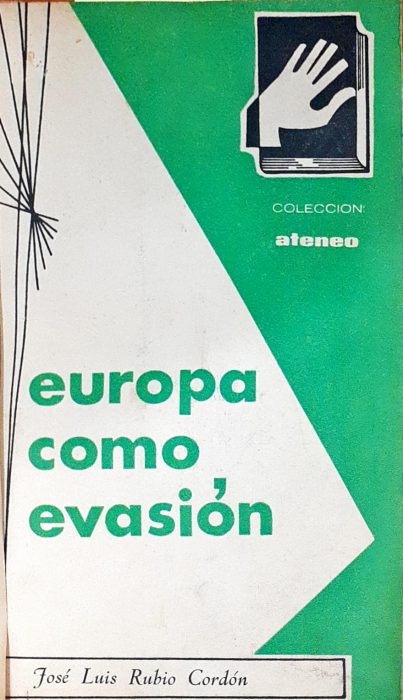 COLECCION:
ateneo
europa
como
evasión
José Luis Rubio Cordón